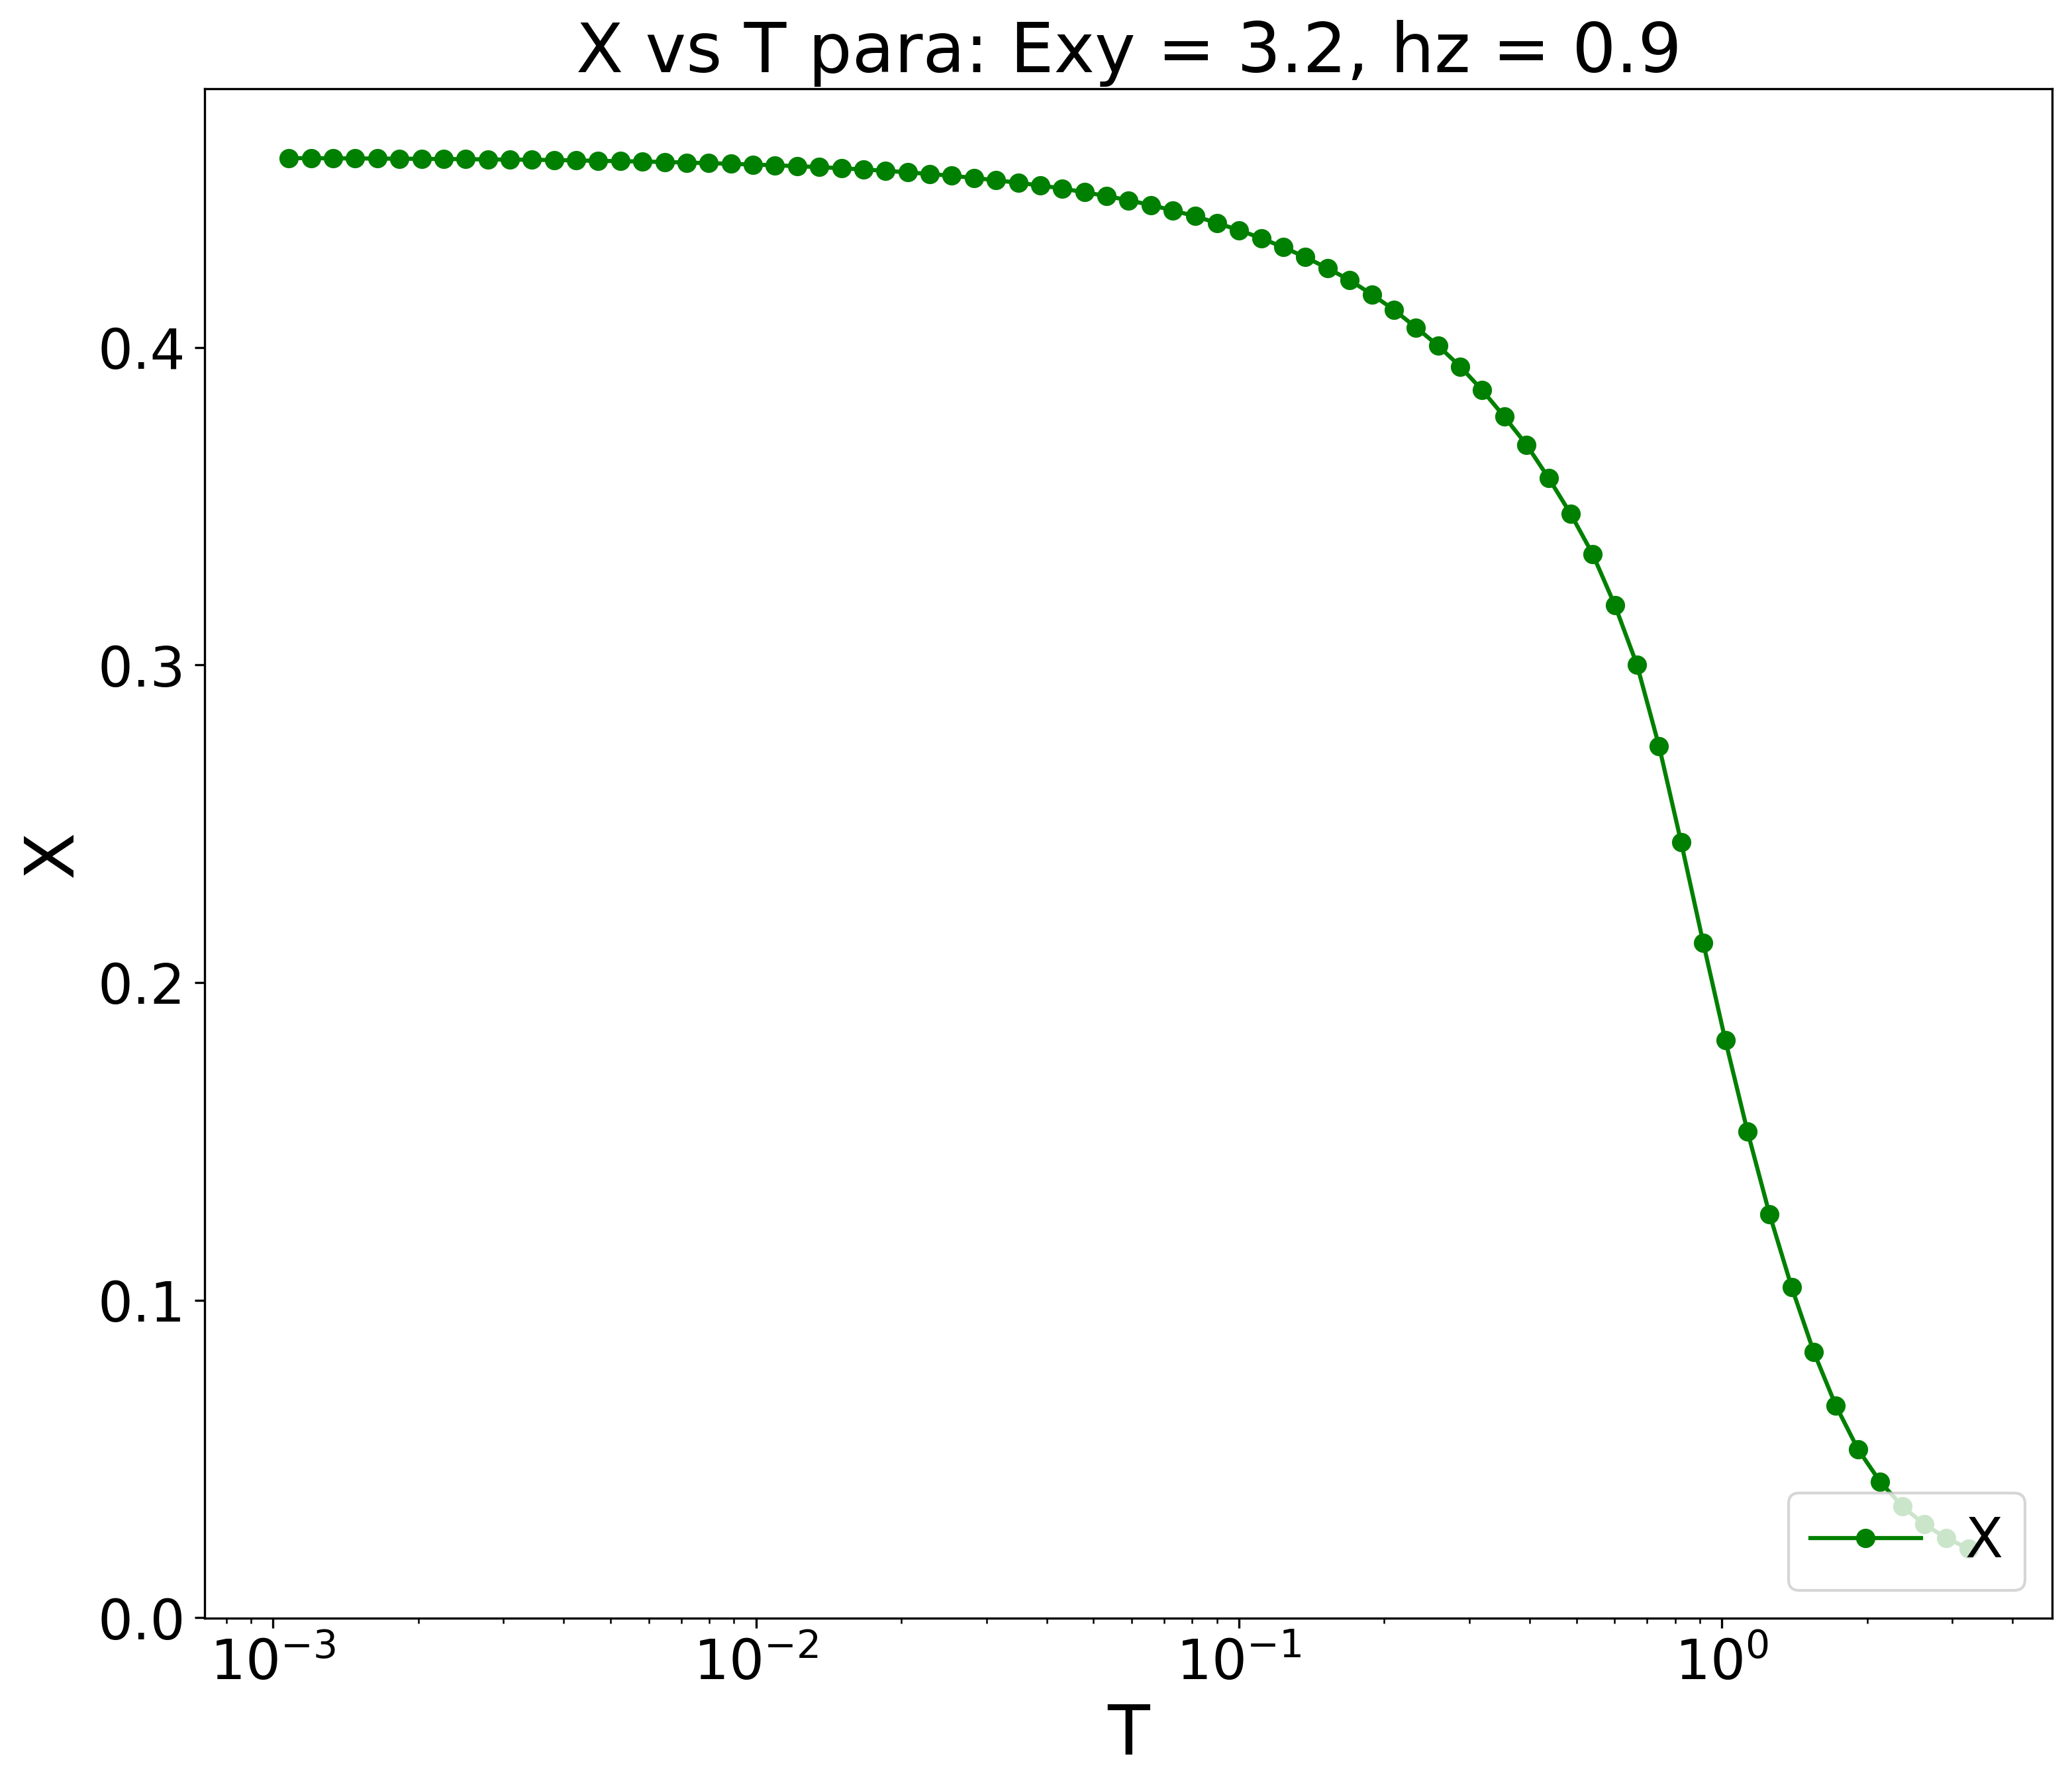 X vs T para: Exy = 3.2, hz = 0.9
X
0.4
0.3
0.2
0.1
0.0
10⁻³ 10⁻² 10⁻¹ 10⁰
T
X